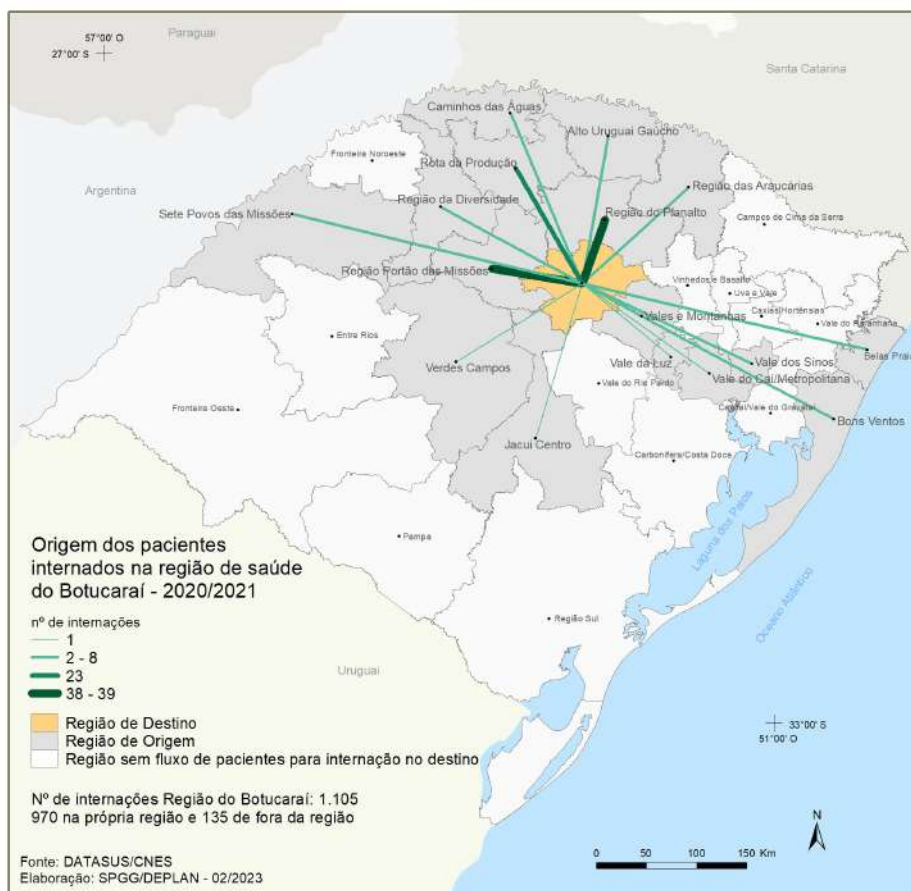 Paraguai
57°00' O
27°00' S
Santa Catarina
Caminhos das Águas
Alto Uruguai Gaúcho
Fronteira Noroeste
Rota da Produção
Argentina
Região das Araucárias
Região da Diversidade
Sete Povos das Missões
Região do Planalto
Campos de Cima da Serra
Região Portão das Missões
Vinhedos e Basalto
Uva e Vale
Vales e Montanhas
Caxias/Hortênsias
Vale do Paranhana
Entre Rios
Belas Praias
Verdes Campos
Vale da Luz
Vale dos Sinos
Vale do Caí/Metropolitana
Vale do Rio Pardo
Fronteira Oeste
Capital/Vale do Gravataí
Bons Ventos
Jacuí Centro
Carbonífera/Costa Doce
Laguna dos Patos
Pampa
Oceano Atlântico
Região Sul
Uruguai
Origem dos pacientes
internados na região de saúde
do Botucaraí - 2020/2021
nº de internações
1
2 - 8
23
38 - 39
Região de Destino
Região de Origem
Região sem fluxo de pacientes para internação no destino
33°00' S
51°00' O
Nº de internações Região do Botucaraí: 1.105
970 na própria região e 135 de fora da região
N
0 50 100 150 Km
Fonte: DATASUS/CNES
Elaboração: SPGG/DEPLAN - 02/2023